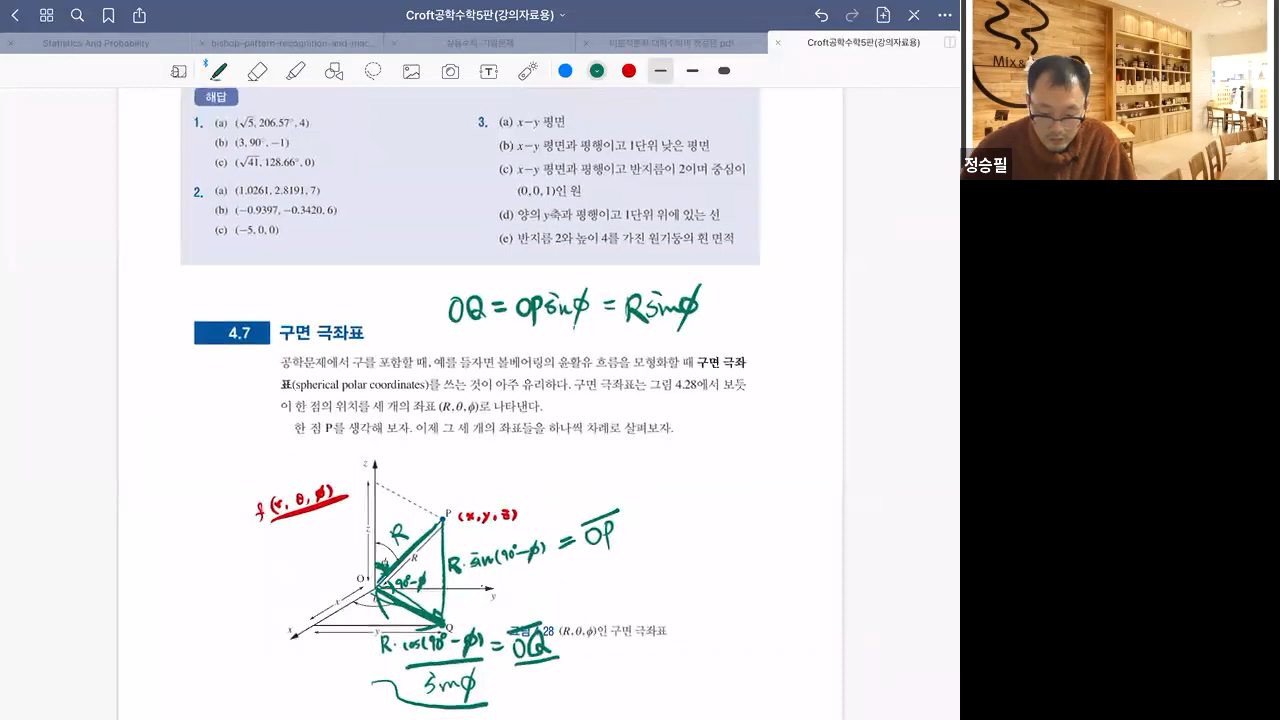 Croft공학수학5판(강의자료용)
Statistics And Probability
bishop-pattern-recognition-and-mac...
Croft공학수학5판(강의자료용)
Mix&
정승필
해답
1. (a) (√5, 206.57°, 4)
(b) (3, 90°, −1)
(c) (√41, 128.66°, 0)
2. (a) (1.0261, 2.8191, 7)
(b) (−0.9397, −0.3420, 6)
(c) (−5, 0, 0)
3. (a) x−y 평면
(b) x−y 평면과 평행이고 1단위 낮은 평면
(c) x−y 평면과 평행이고 반지름이 2이며 중심이
(0, 0, 1)인 원
(d) 양의 y축과 평행이고 1단위 위에 있는 선
(e) 반지름 2와 높이 4를 가진 원기둥의 휜 면적
OQ = OP sinφ = R sinφ
4.7 구면 극좌표
공학문제에서 구를 포함할 때, 예를 들자면 볼베어링의 윤활유 흐름을 모형화할 때 구면 극좌
표(spherical polar coordinates)를 쓰는 것이 아주 유리하다. 구면 극좌표는 그림 4.28에서 보듯
이 한 점의 위치를 세 개의 좌표 (R, θ, φ)로 나타낸다.
한 점 P를 생각해 보자. 이제 그 세 개의 좌표들을 하나씩 차례로 살펴보자.
z
f(r, θ, φ)
P (x, y, z)
R
z
R · sin(90°−φ) = OP
φ
R
O
90°−φ
x
θ
y
x
y
Q
28 (R, θ, φ)인 구면 극좌표
R · cos(90°−φ) = OQ
sinφ